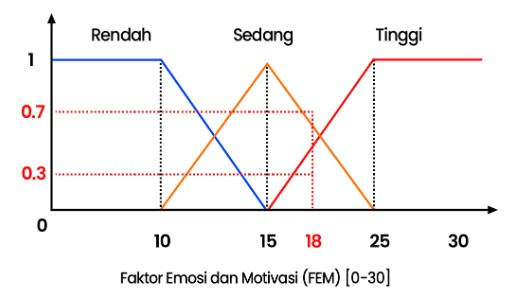 Rendah Sedang Tinggi
1
0.7
0.3
0
10 15 18 25 30
Faktor Emosi dan Motivasi (FEM) [0-30]